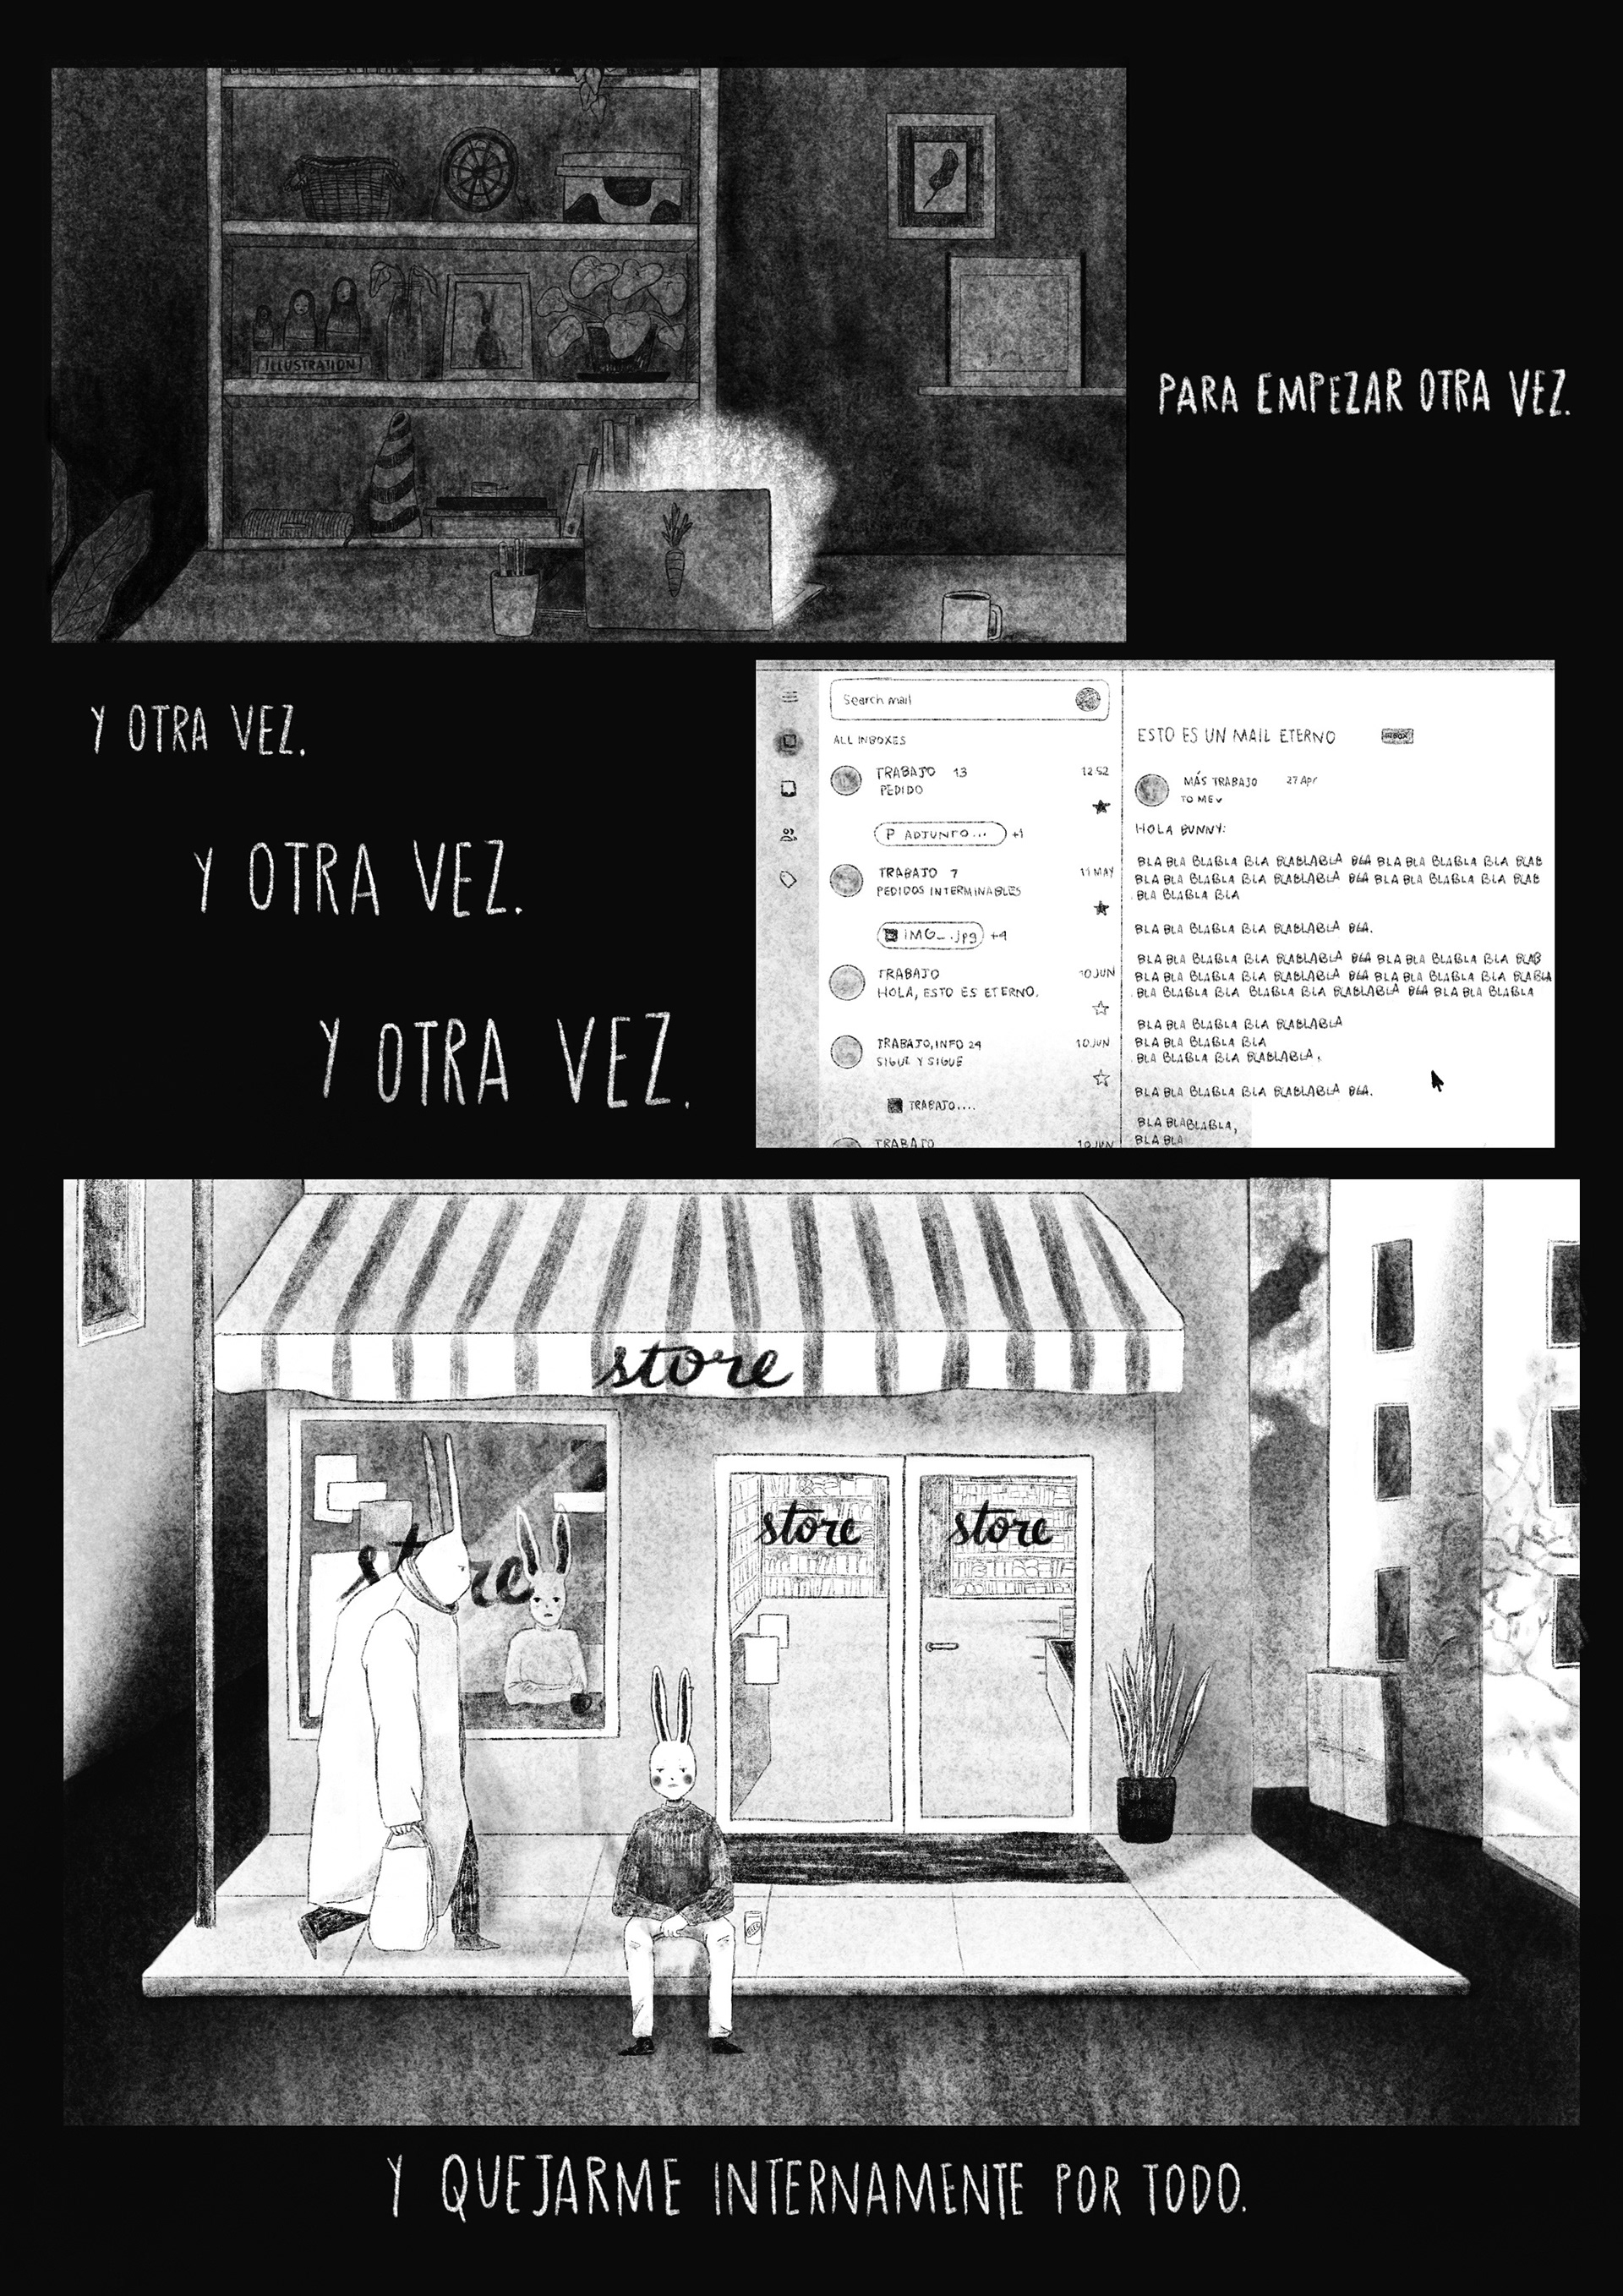 ILLUSTRATION
PARA EMPEZAR OTRA VEZ.
Y OTRA VEZ.
Y OTRA VEZ.
Y OTRA VEZ.
Search mail
ALL INBOXES
TRABAJO 13 12 52
PEDIDO
P ADJUNTO... +1
TRABAJO 7 11 MAY
PEDIDOS INTERMINABLES
IMG_.jpg +4
TRABAJO 10 JUN
HOLA, ESTO ES ETERNO.
TRABAJO, INFO 24 10 JUN
SIGUE Y SIGUE
TRABAJO....
TRABAJO 10 JUN
ESTO ES UN MAIL ETERNO INBOX
MÁS TRABAJO 27 Apr
TO ME
HOLA BUNNY:
BLA BLA BLABLA BLA BLABLABLA BLA BLA BLA BLABLA BLA BLAB
BLA BLA BLABLA BLA BLABLABLA BLA BLA BLA BLABLA BLA BLAB
BLA BLABLA BLA
BLA BLA BLABLA BLA BLABLABLA BLA.
BLA BLA BLABLA BLA BLABLABLA BLA BLA BLA BLABLA BLA BLAB
BLA BLA BLABLA BLA BLABLABLA BLA BLA BLA BLABLA BLA BLABLA
BLA BLABLA BLA BLABLA BLA BLABLABLA BLA BLA BLA BLABLA
BLA BLA BLABLA BLA BLABLABLA
BLA BLA BLABLA BLA
BLA BLABLA BLA BLABLABLA,
BLA BLA BLABLA BLA BLABLABLA BLA.
BLA BLABLABLA,
BLA BLA
store
store
store
store
Y QUEJARME INTERNAMENTE POR TODO.